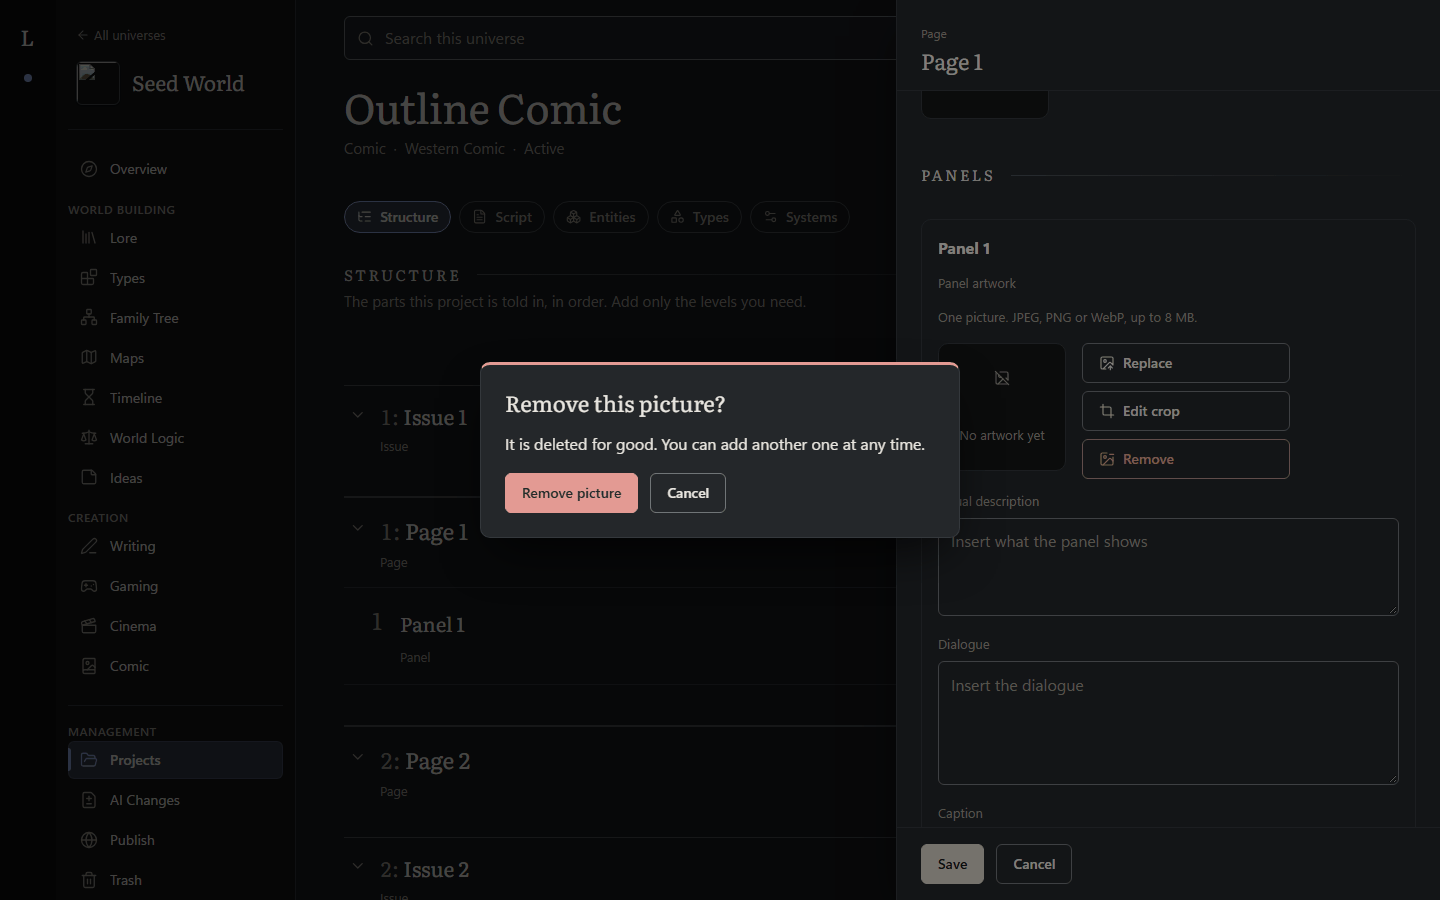 L
All universes
Seed World
Overview
WORLD BUILDING
Lore
Types
Family Tree
Maps
Timeline
World Logic
Ideas
CREATION
Writing
Gaming
Cinema
Comic
MANAGEMENT
Projects
AI Changes
Publish
Trash
Search this universe
Outline Comic
Comic · Western Comic · Active
Structure
Script
Entities
Types
Systems
STRUCTURE
The parts this project is told in, in order. Add only the levels you need.
1: Issue 1
Issue
1: Page 1
Page
1 Panel 1
Panel
2: Page 2
Page
2: Issue 2
Issue
Remove this picture?
It is deleted for good. You can add another one at any time.
Remove picture
Cancel
Page
Page 1
PANELS
Panel 1
Panel artwork
One picture. JPEG, PNG or WebP, up to 8 MB.
No artwork yet
Replace
Edit crop
Remove
description
Insert what the panel shows
Dialogue
Insert the dialogue
Caption
Save
Cancel